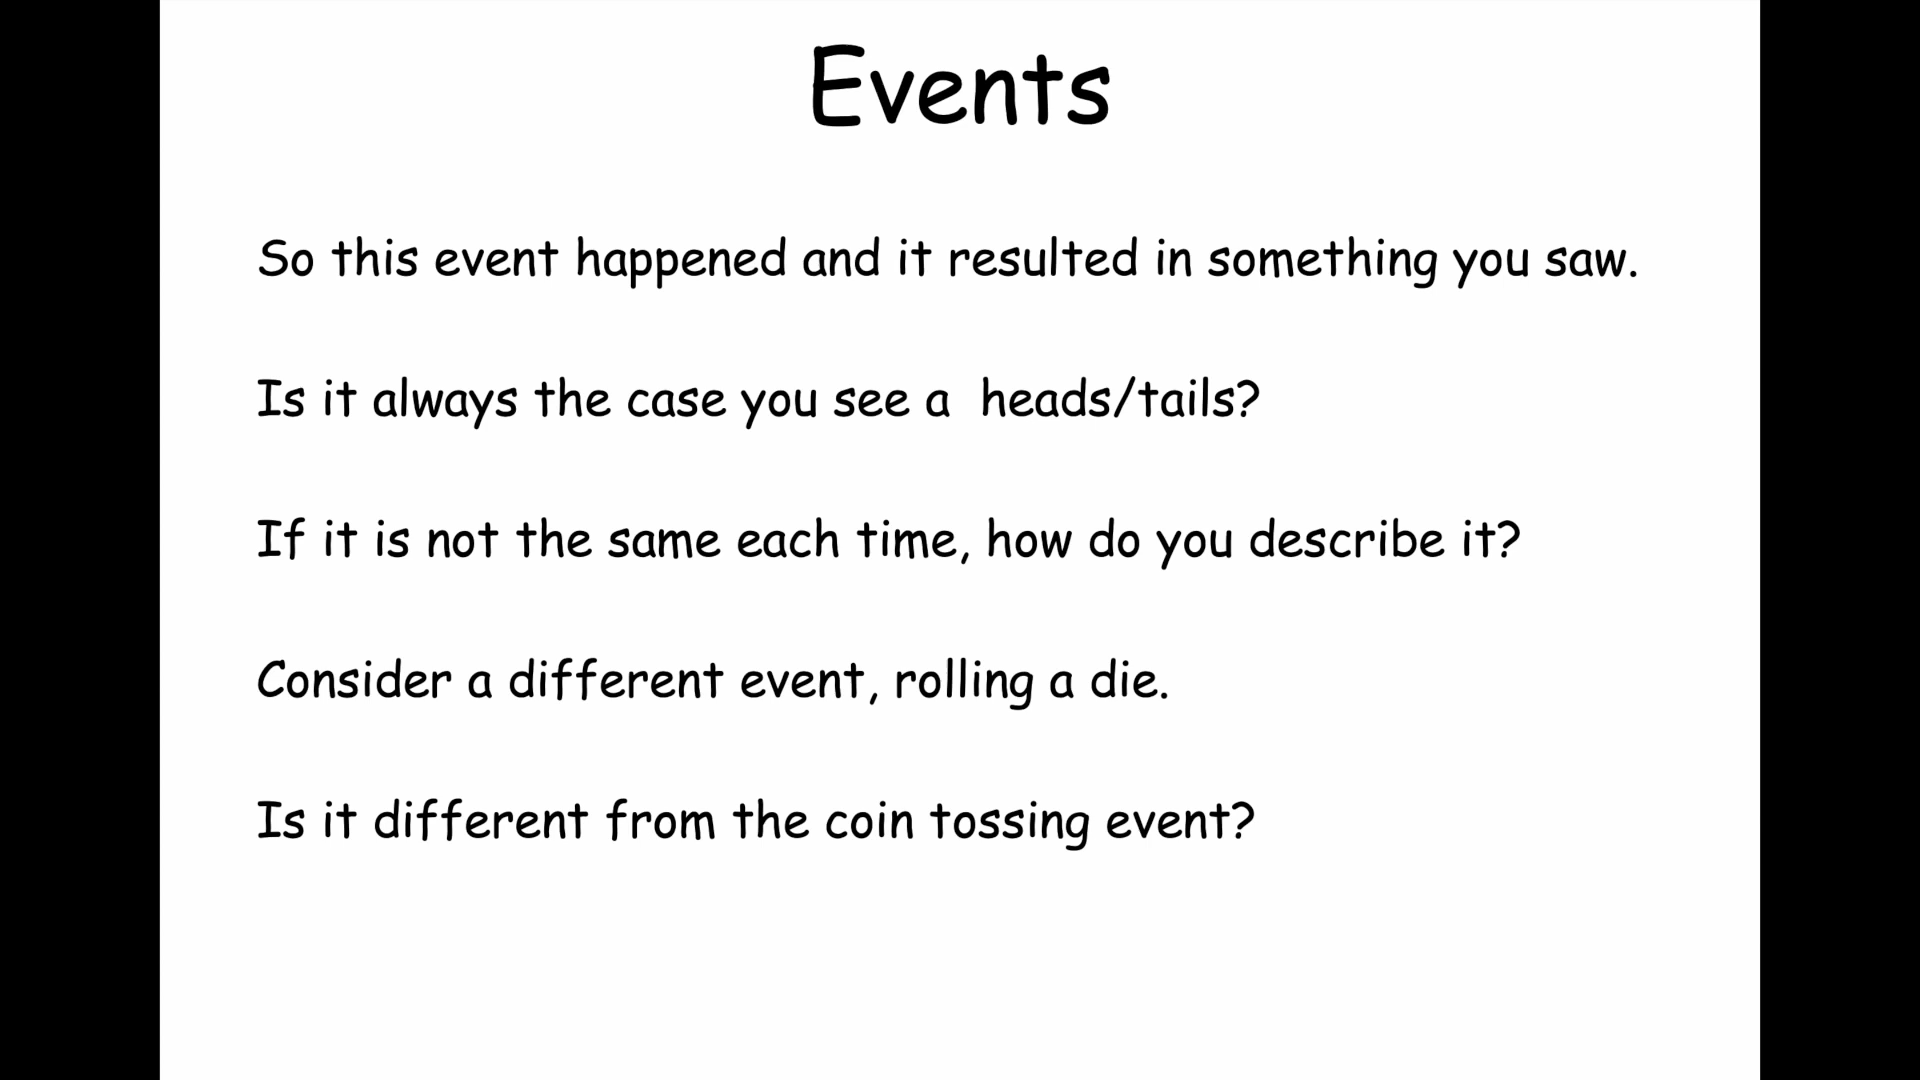 Events
So this event happened and it resulted in something you saw.
Is it always the case you see a  heads/tails?
If it is not the same each time, how do you describe it?
Consider a different event, rolling a die.
Is it different from the coin tossing event?